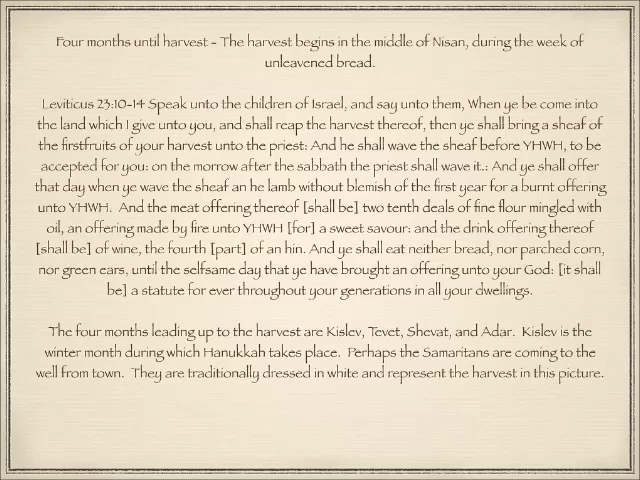 Four months until harvest - The harvest begins in the middle of Nisan, during the week of
unleavened bread.
Leviticus 23:10-14 Speak unto the children of Israel, and say unto them, When ye be come into
the land which I give unto you, and shall reap the harvest thereof, then ye shall bring a sheaf of
the firstfruits of your harvest unto the priest: And he shall wave the sheaf before YHWH, to be
accepted for you: on the morrow after the sabbath the priest shall wave it.: And ye shall offer
that day when ye wave the sheaf an he lamb without blemish of the first year for a burnt offering
unto YHWH. And the meat offering thereof [shall be] two tenth deals of fine flour mingled with
oil, an offering made by fire unto YHWH [for] a sweet savour: and the drink offering thereof
[shall be] of wine, the fourth [part] of an hin. And ye shall eat neither bread, nor parched corn,
nor green ears, until the selfsame day that ye have brought an offering unto your God: [it shall
be] a statute for ever throughout your generations in all your dwellings.
The four months leading up to the harvest are Kislev, Tevet, Shevat, and Adar. Kislev is the
winter month during which Hanukkah takes place. Perhaps the Samaritans are coming to the
well from town. They are traditionally dressed in white and represent the harvest in this picture.